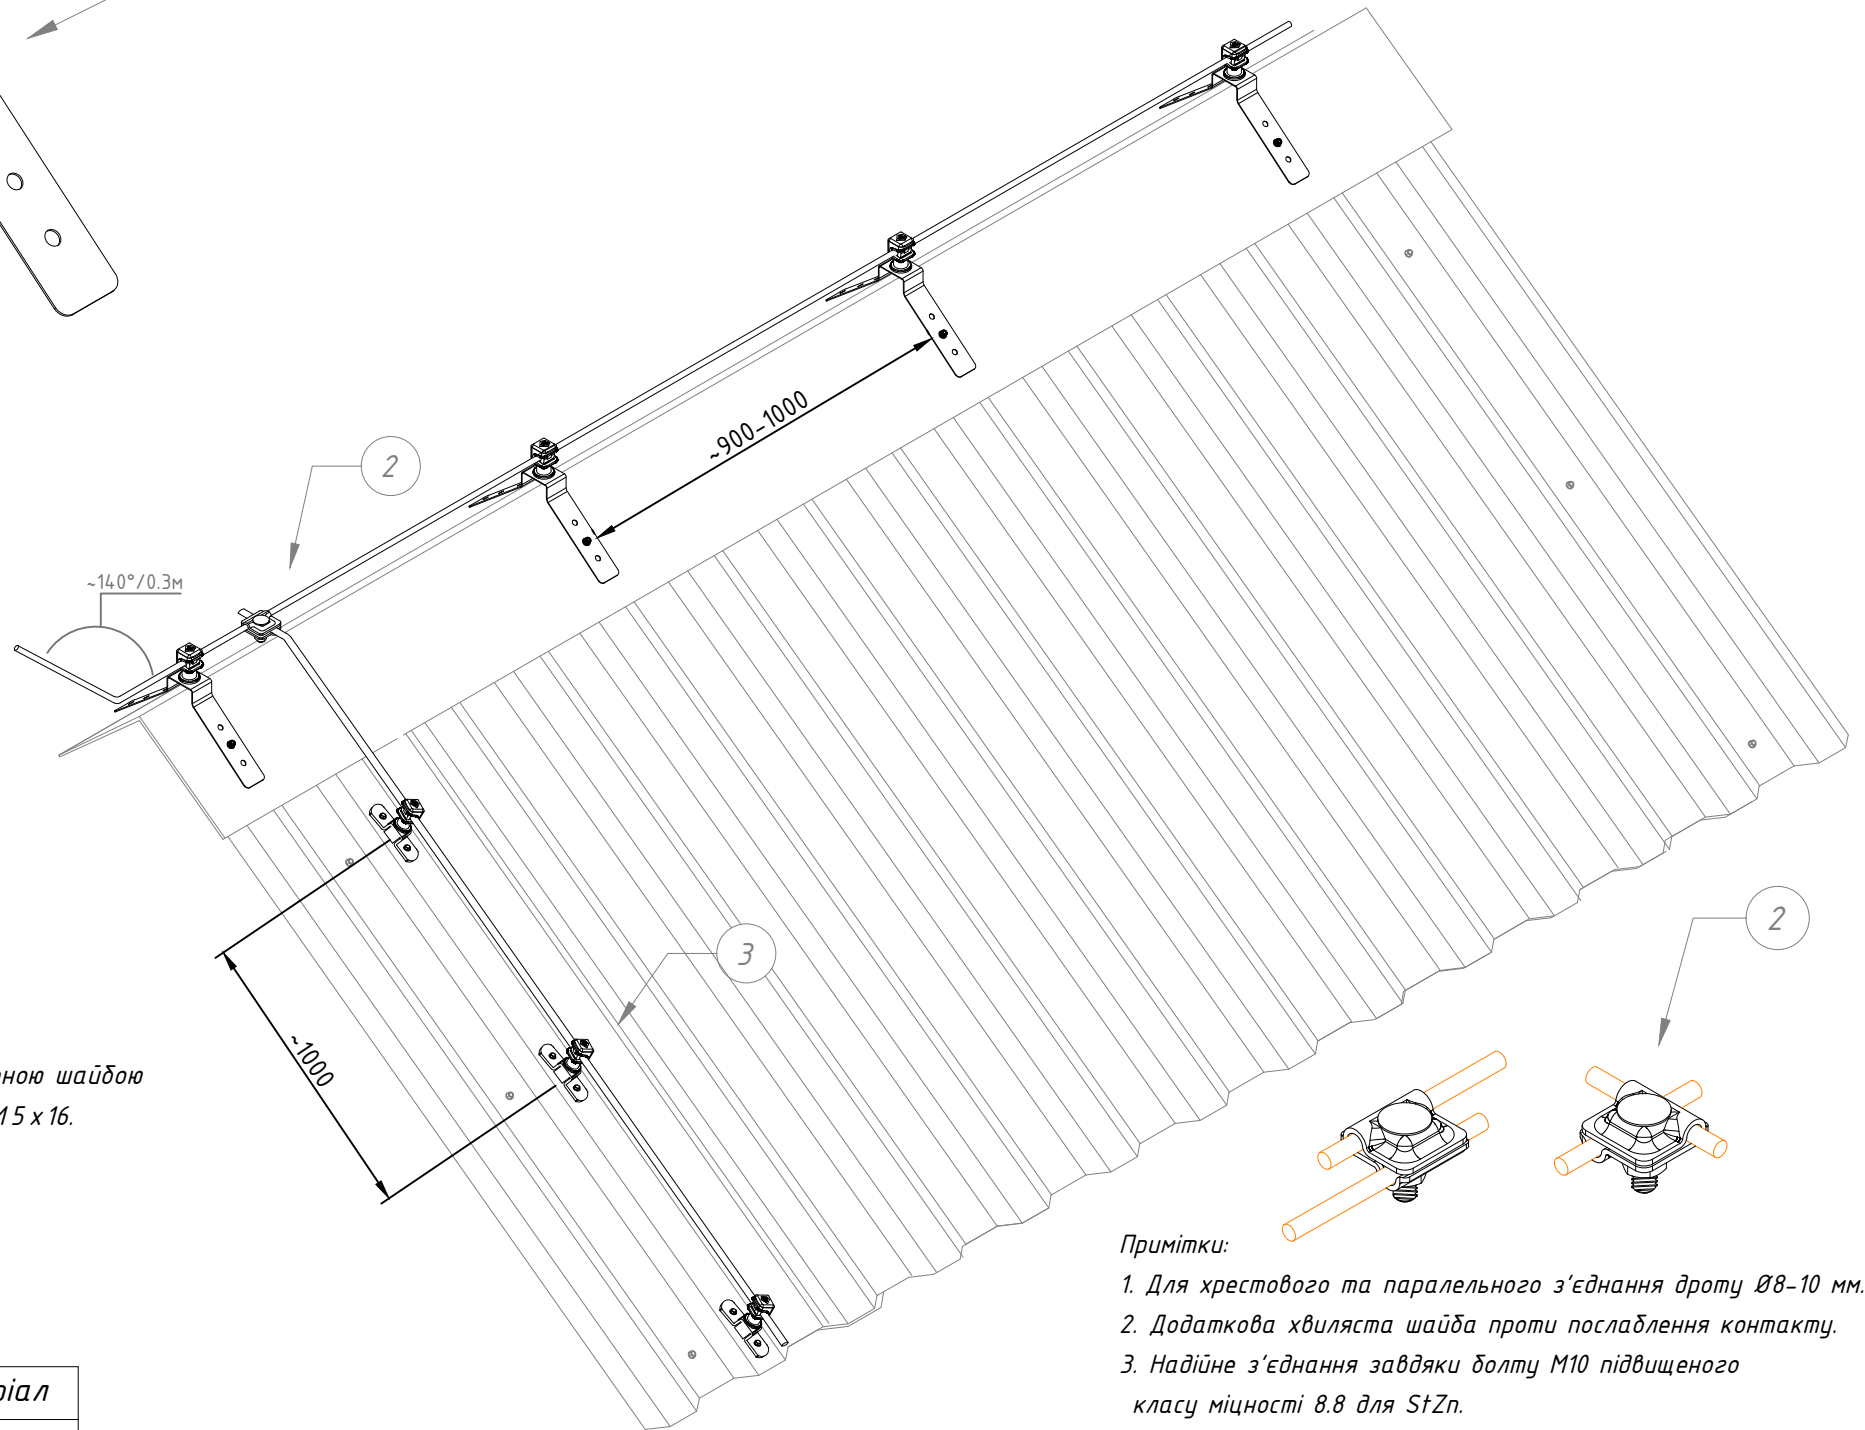 ~900-1000
2
~140°/0.3м
3
2
~1000
ною шайбою
5 x 16.
Примітки:
1. Для хрестового та паралельного з'єднання дроту Ø8-10 мм.
2. Додаткова хвиляста шайба проти послаблення контакту.
3. Надійне з'єднання завдяки болту М10 підвищеного
класу міцності 8.8 для StZn.
ріал